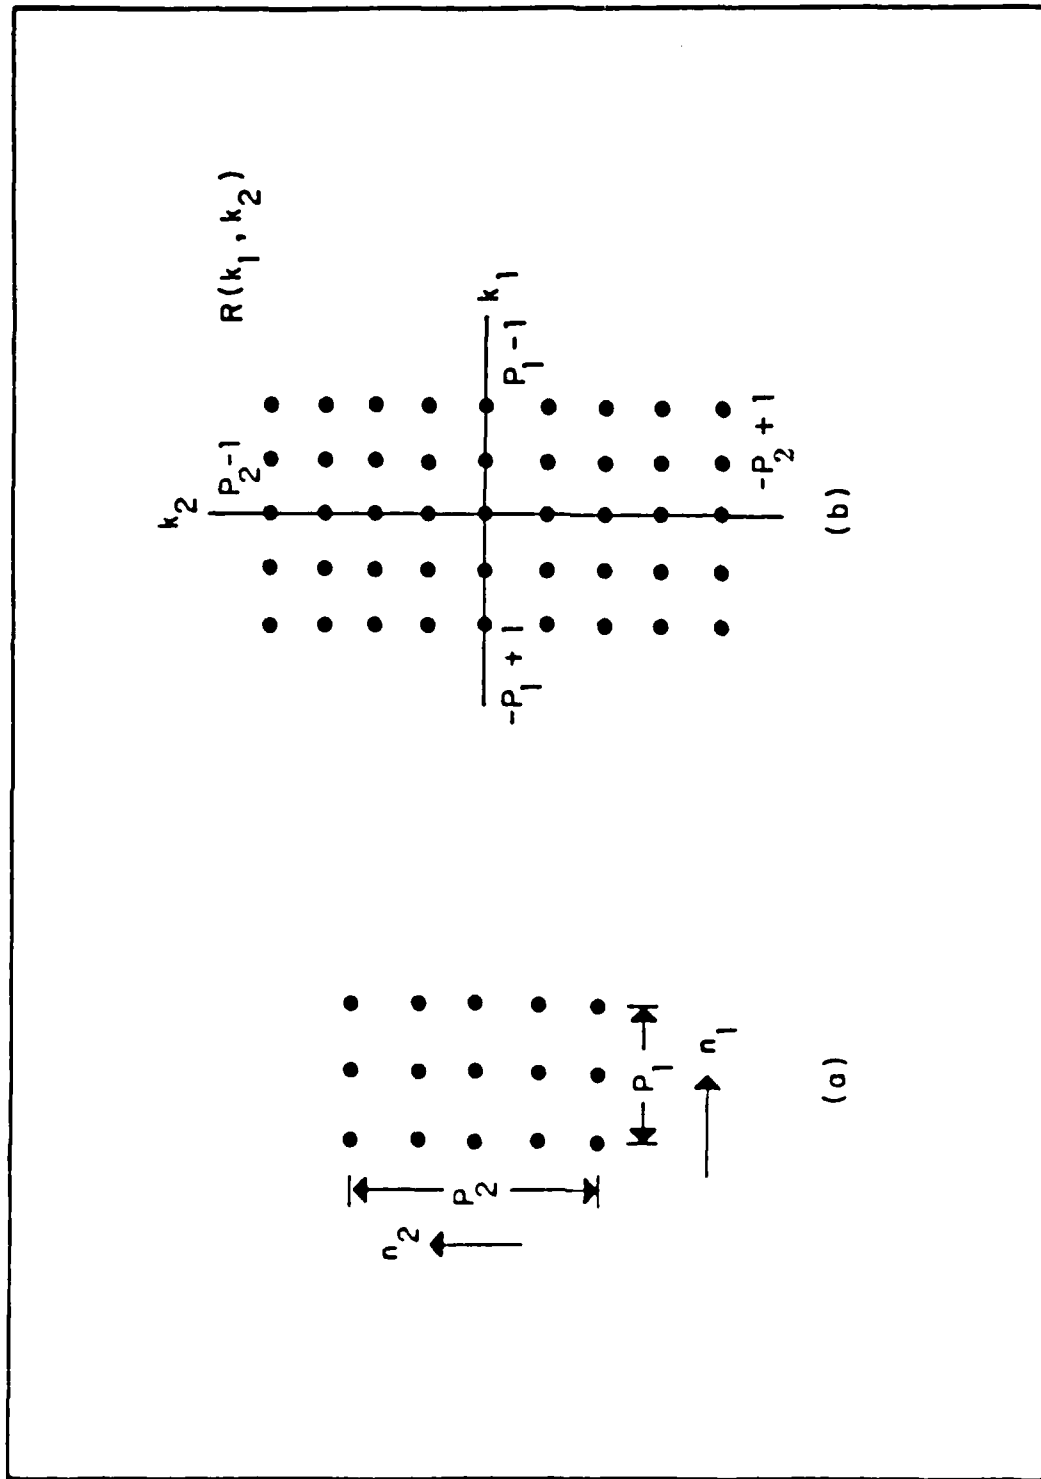 n₂
P₂
P₁
n₁
(a)
k₂
P₂-1
R(k₁, k₂)
-P₁ + 1
P₁-1
k₁
-P₂ + 1
(b)